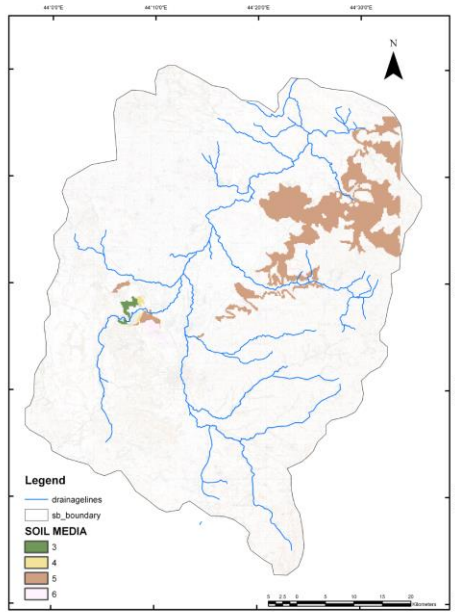 44°0'0"E 44°10'0"E 44°20'0"E 44°30'0"E
N
Legend
drainagelines
sb_boundary
SOIL MEDIA
3
4
5
6
0 2.5 5 10 15 20
Kilometers